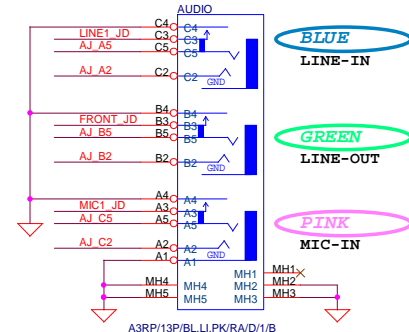 AUDIO
C4 C4
LINE1_JD C3 C3
AJ_A5 C5 C5
AJ_A2 C2 C2
GND
BLUE
LINE-IN
B4 B4
FRONT_JD B3 B3
AJ_B5 B5 B5
AJ_B2 B2 B2
GND
GREEN
LINE-OUT
A4 A4
MIC1_JD A3 A3
AJ_C5 A5 A5
AJ_C2 A2 A2
GND
A1 A1
PINK
MIC-IN
MH1 MH1
MH4 MH4 MH2 MH2
MH5 MH5 MH3 MH3
A3RP/13P/BL,LI,PK/RA/D/1/B